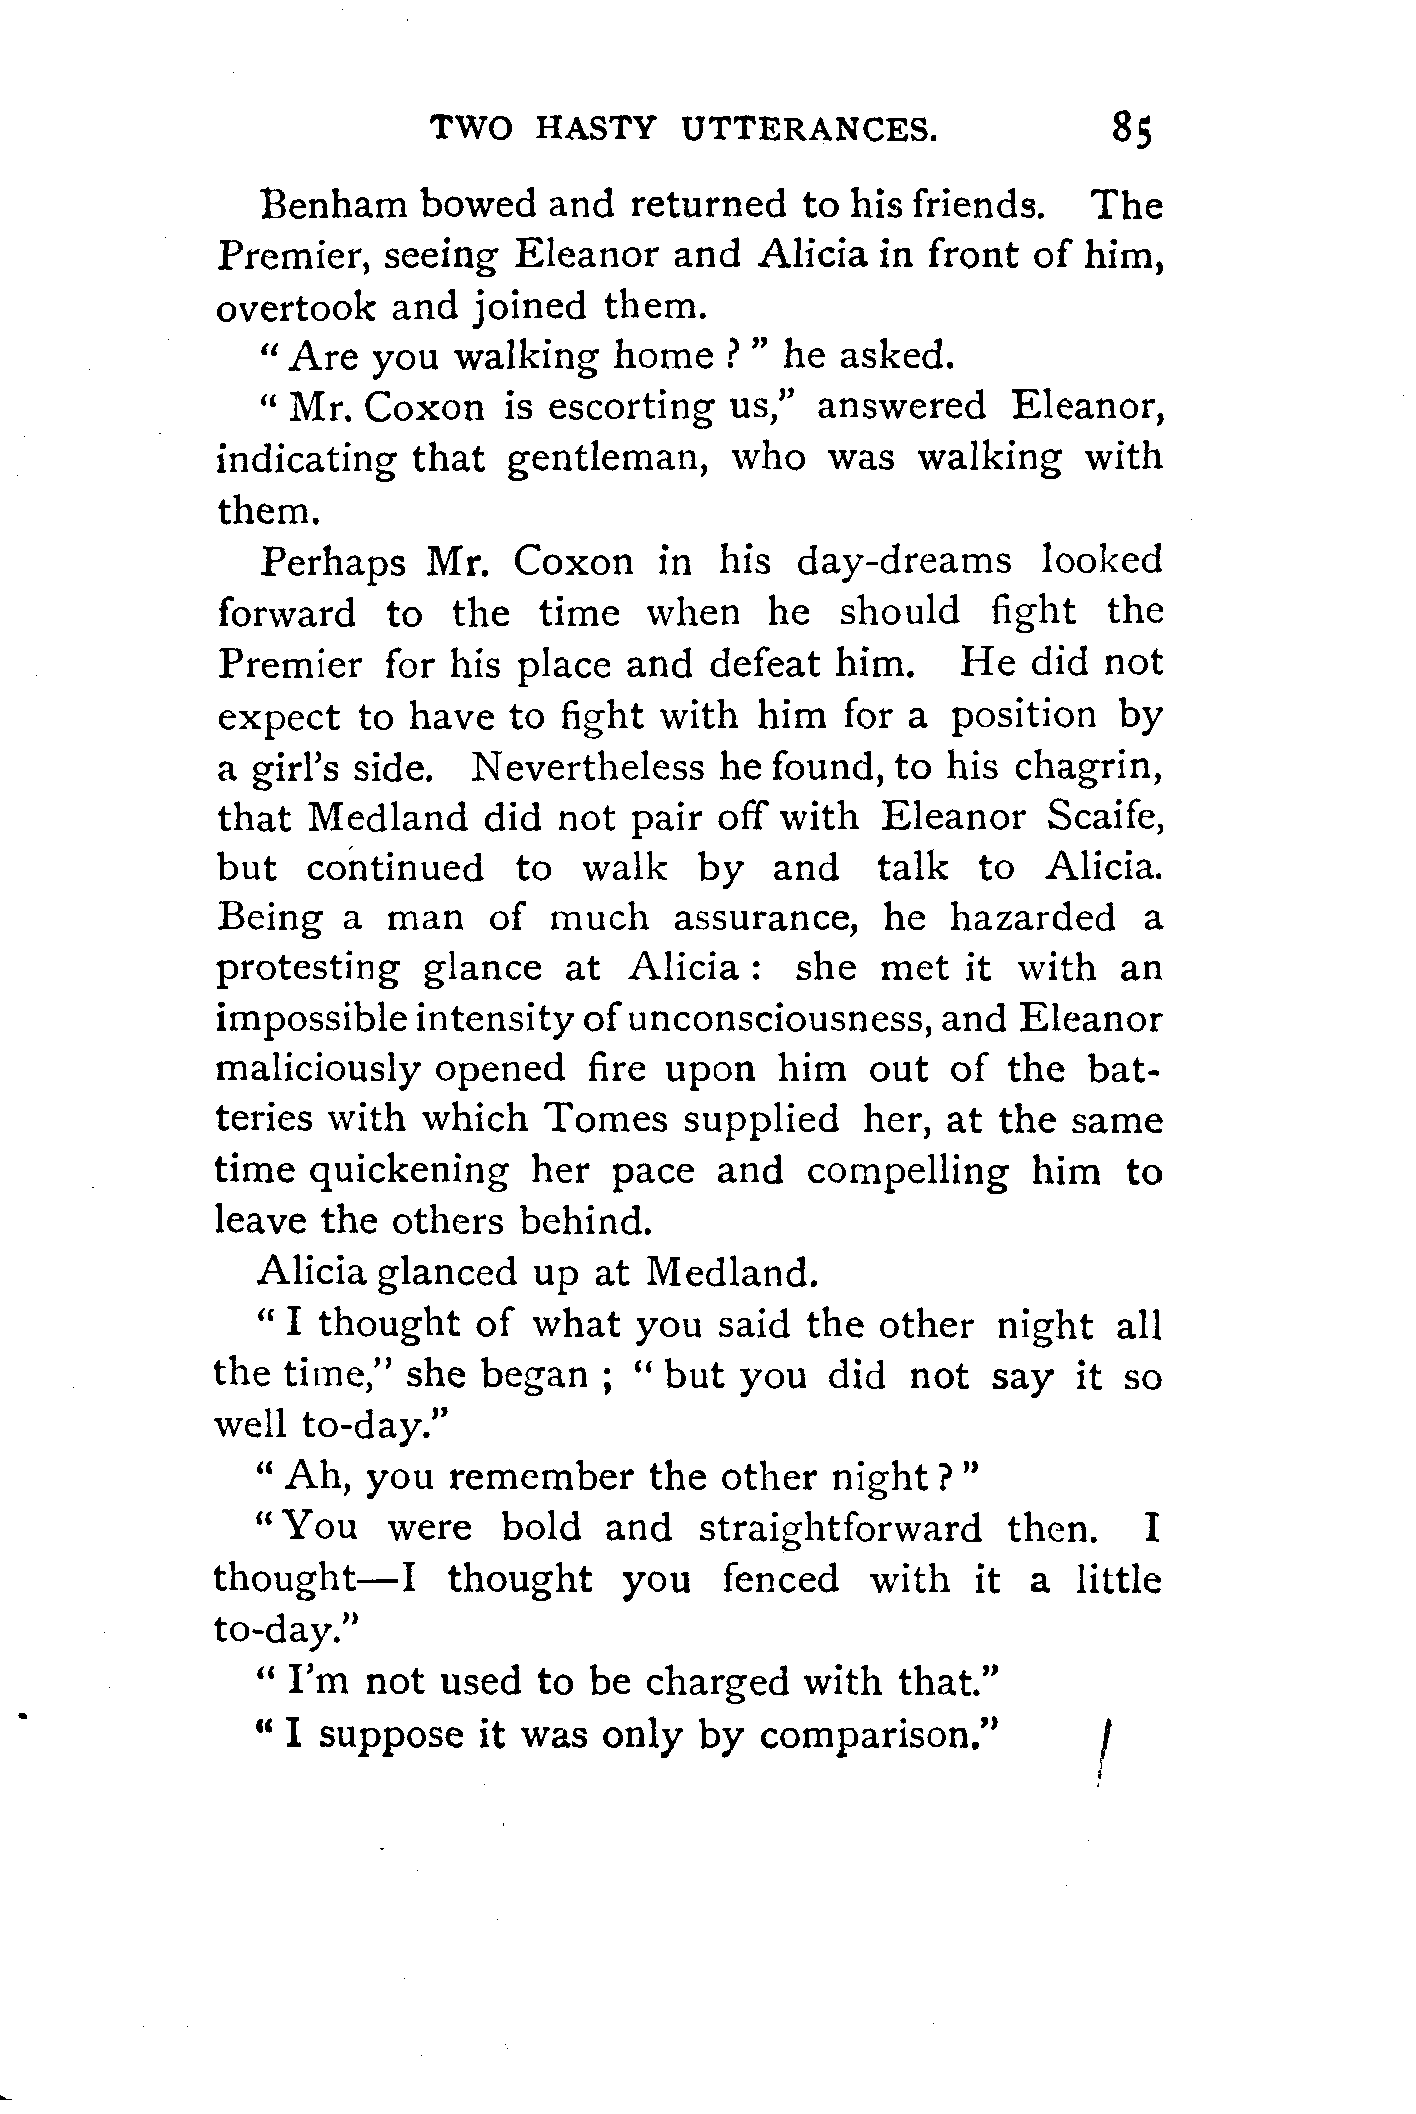 TWO HASTY UTTERANCES. 85
Benham bowed and returned to his friends. The
Premier, seeing Eleanor and Alicia in front of him,
overtook and joined them.
“ Are you walking home ? ” he asked.
“ Mr. Coxon is escorting us,” answered Eleanor,
indicating that gentleman, who was walking with
them.
Perhaps Mr. Coxon in his day-dreams looked
forward to the time when he should fight the
Premier for his place and defeat him. He did not
expect to have to fight with him for a position by
a girl’s side. Nevertheless he found, to his chagrin,
that Medland did not pair off with Eleanor Scaife,
but continued to walk by and talk to Alicia.
Being a man of much assurance, he hazarded a
protesting glance at Alicia : she met it with an
impossible intensity of unconsciousness, and Eleanor
maliciously opened fire upon him out of the bat-
teries with which Tomes supplied her, at the same
time quickening her pace and compelling him to
leave the others behind.
Alicia glanced up at Medland.
“ I thought of what you said the other night all
the time,” she began ; “ but you did not say it so
well to-day.”
“ Ah, you remember the other night ? ”
“ You were bold and straightforward then. I
thought—I thought you fenced with it a little
to-day.”
“ I’m not used to be charged with that.”
“ I suppose it was only by comparison.”